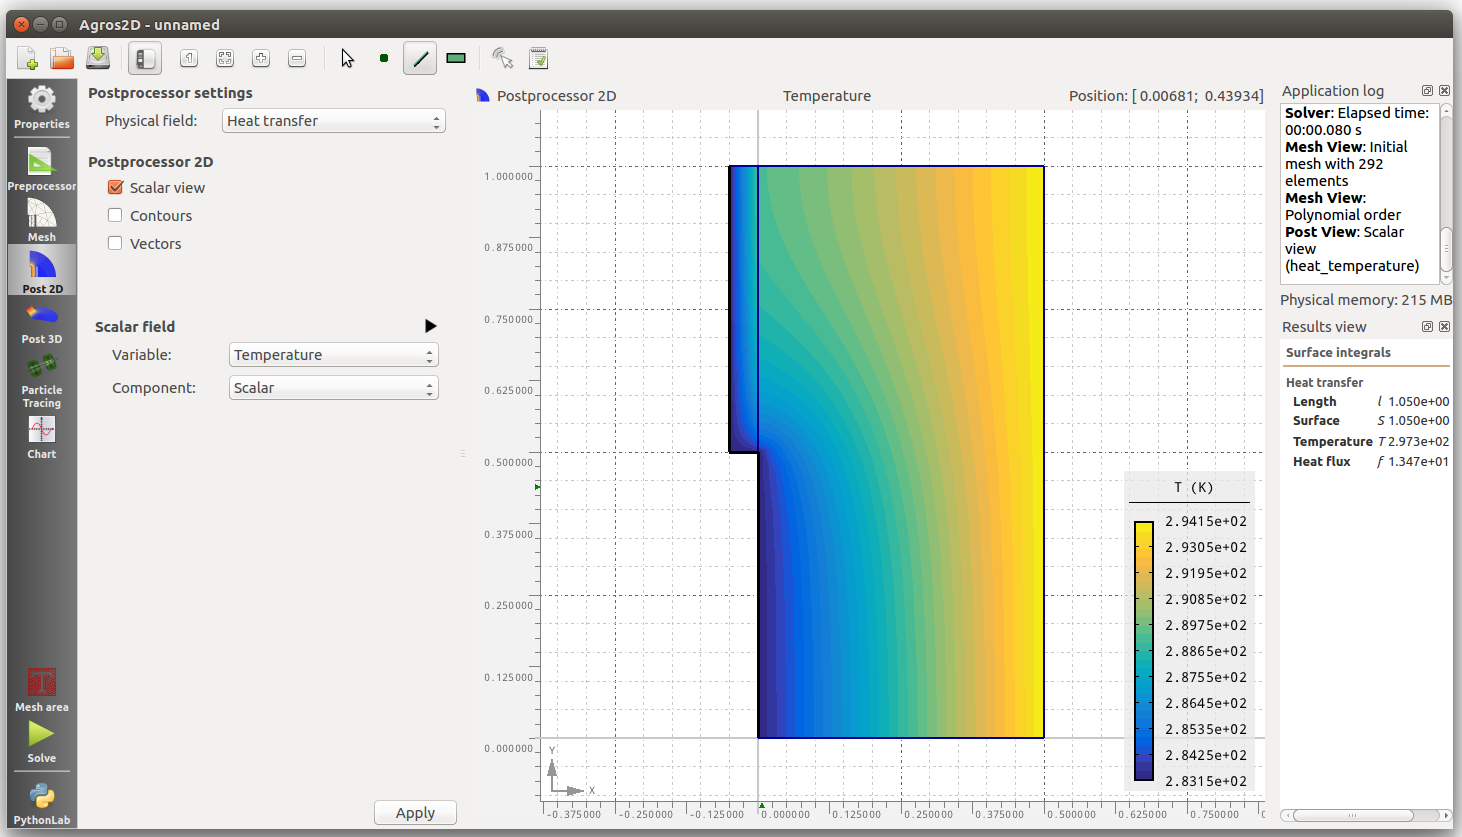 Agros2D - unnamed
Properties
Preprocessor
Mesh
Post 2D
Post 3D
Particle
Tracing
Chart
Mesh area
Solve
PythonLab
Postprocessor settings
Physical field:
Heat transfer
Postprocessor 2D
Scalar view
Contours
Vectors
Scalar field
Variable:
Temperature
Component:
Scalar
Apply
Postprocessor 2D
Temperature
Position: [ 0.00681; 0.43934]
1.000000
0.875000
0.750000
0.625000
0.500000
0.375000
0.250000
0.125000
0.000000
Y
X
-0.375000
-0.250000
-0.125000
0.000000
0.125000
0.250000
0.375000
0.500000
0.625000
0.750000
T (K)
2.9415e+02
2.9305e+02
2.9195e+02
2.9085e+02
2.8975e+02
2.8865e+02
2.8755e+02
2.8645e+02
2.8535e+02
2.8425e+02
2.8315e+02
Application log
Solver: Elapsed time:
00:00.080 s
Mesh View: Initial
mesh with 292
elements
Mesh View:
Polynomial order
Post View: Scalar
view
(heat_temperature)
Physical memory: 215 MB
Results view
Surface integrals
Heat transfer
Length l 1.050e+00
Surface S 1.050e+00
Temperature T 2.973e+02
Heat flux f 1.347e+01